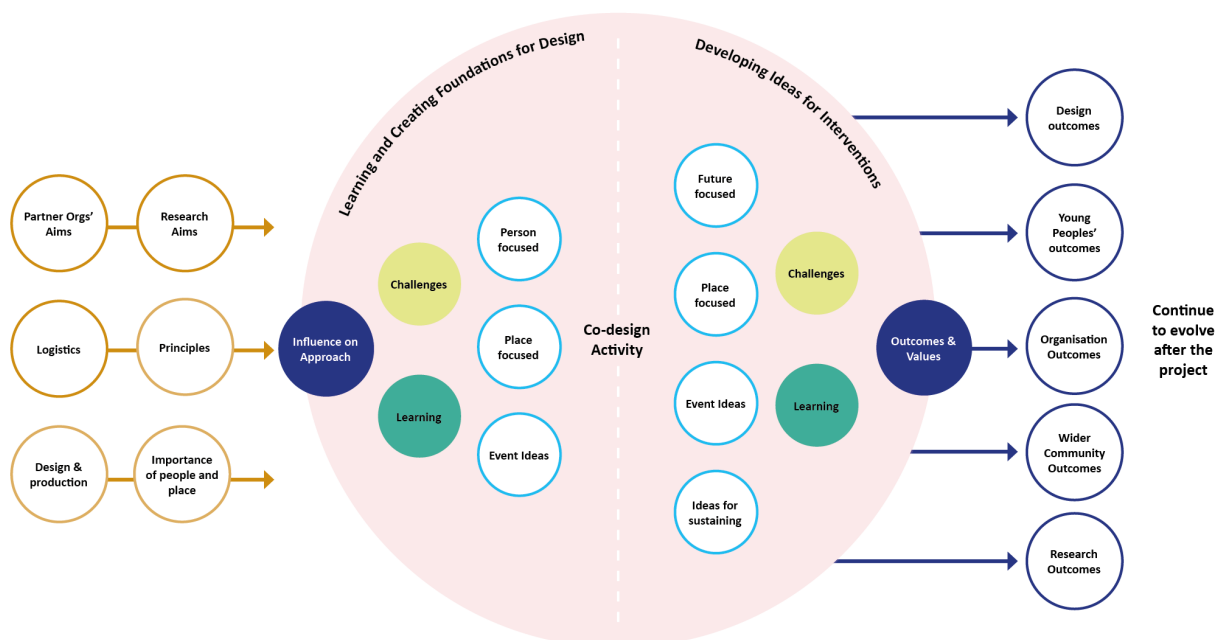 Learning and Creating Foundations for Design
Developing Ideas for Interventions
Partner Orgs'
Aims
Research
Aims
Logistics
Principles
Design &
production
Importance
of people and
place
Influence on
Approach
Challenges
Learning
Person
focused
Place
focused
Event Ideas
Co-design
Activity
Future
focused
Place
focused
Event Ideas
Ideas for
sustaining
Challenges
Learning
Outcomes &
Values
Design
outcomes
Young
Peoples'
outcomes
Organisation
Outcomes
Wider
Community
Outcomes
Research
Outcomes
Continue
to evolve
after the
project